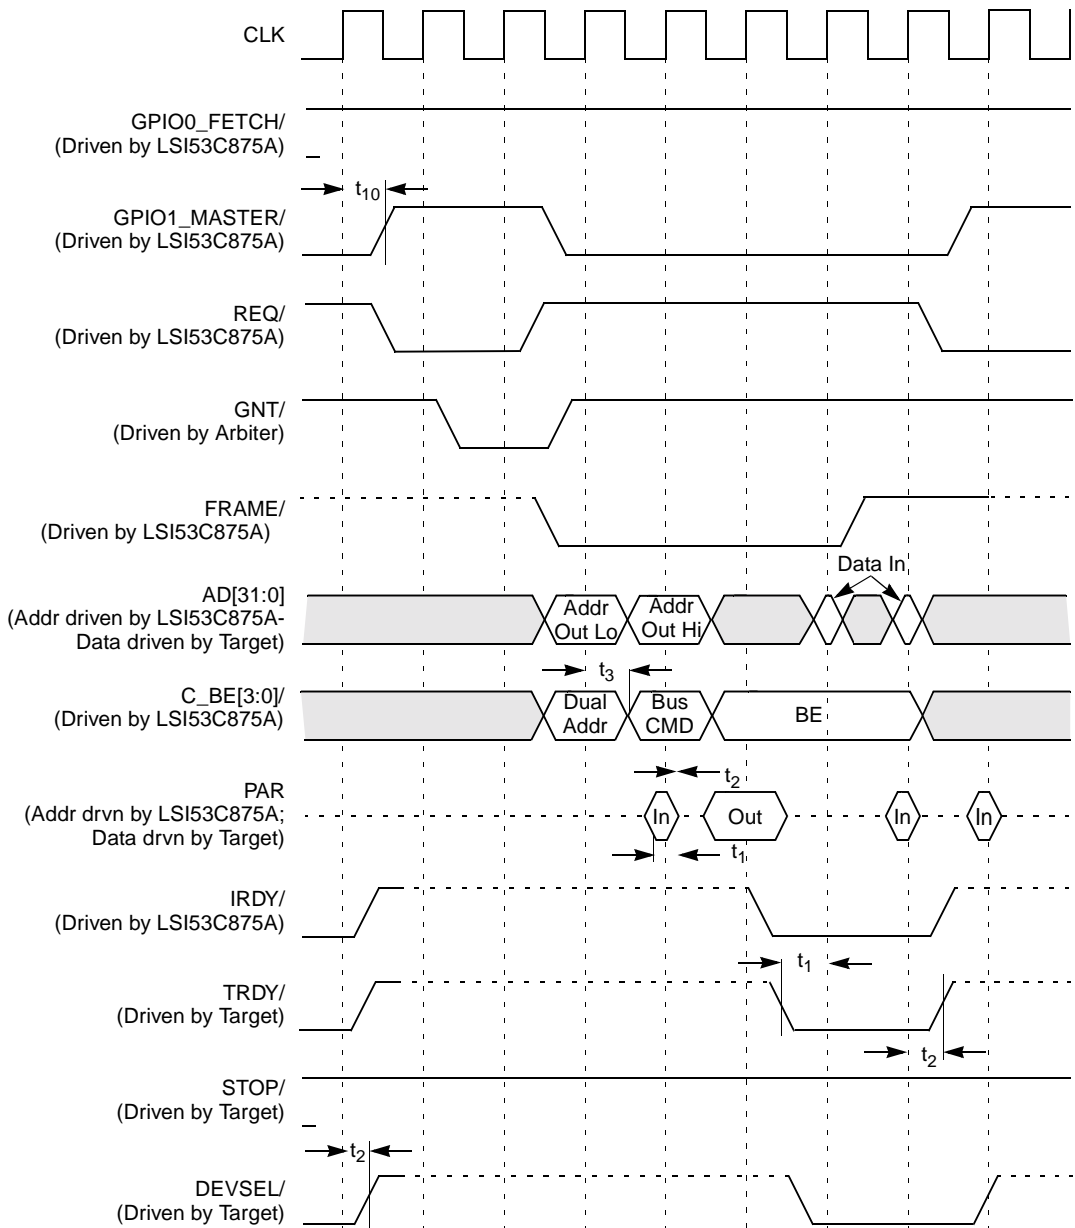 CLK
GPIO0_FETCH/
(Driven by LSI53C875A)
t10
GPIO1_MASTER/
(Driven by LSI53C875A)
REQ/
(Driven by LSI53C875A)
GNT/
(Driven by Arbiter)
FRAME/
(Driven by LSI53C875A)
Data In
AD[31:0]
(Addr driven by LSI53C875A-
Data driven by Target)
Addr
Out Lo
Addr
Out Hi
t3
C_BE[3:0]/
(Driven by LSI53C875A)
Dual
Addr
Bus
CMD
BE
t2
PAR
(Addr drvn by LSI53C875A;
Data drvn by Target)
In
Out
In
In
t1
IRDY/
(Driven by LSI53C875A)
t1
TRDY/
(Driven by Target)
t2
STOP/
(Driven by Target)
t2
DEVSEL/
(Driven by Target)